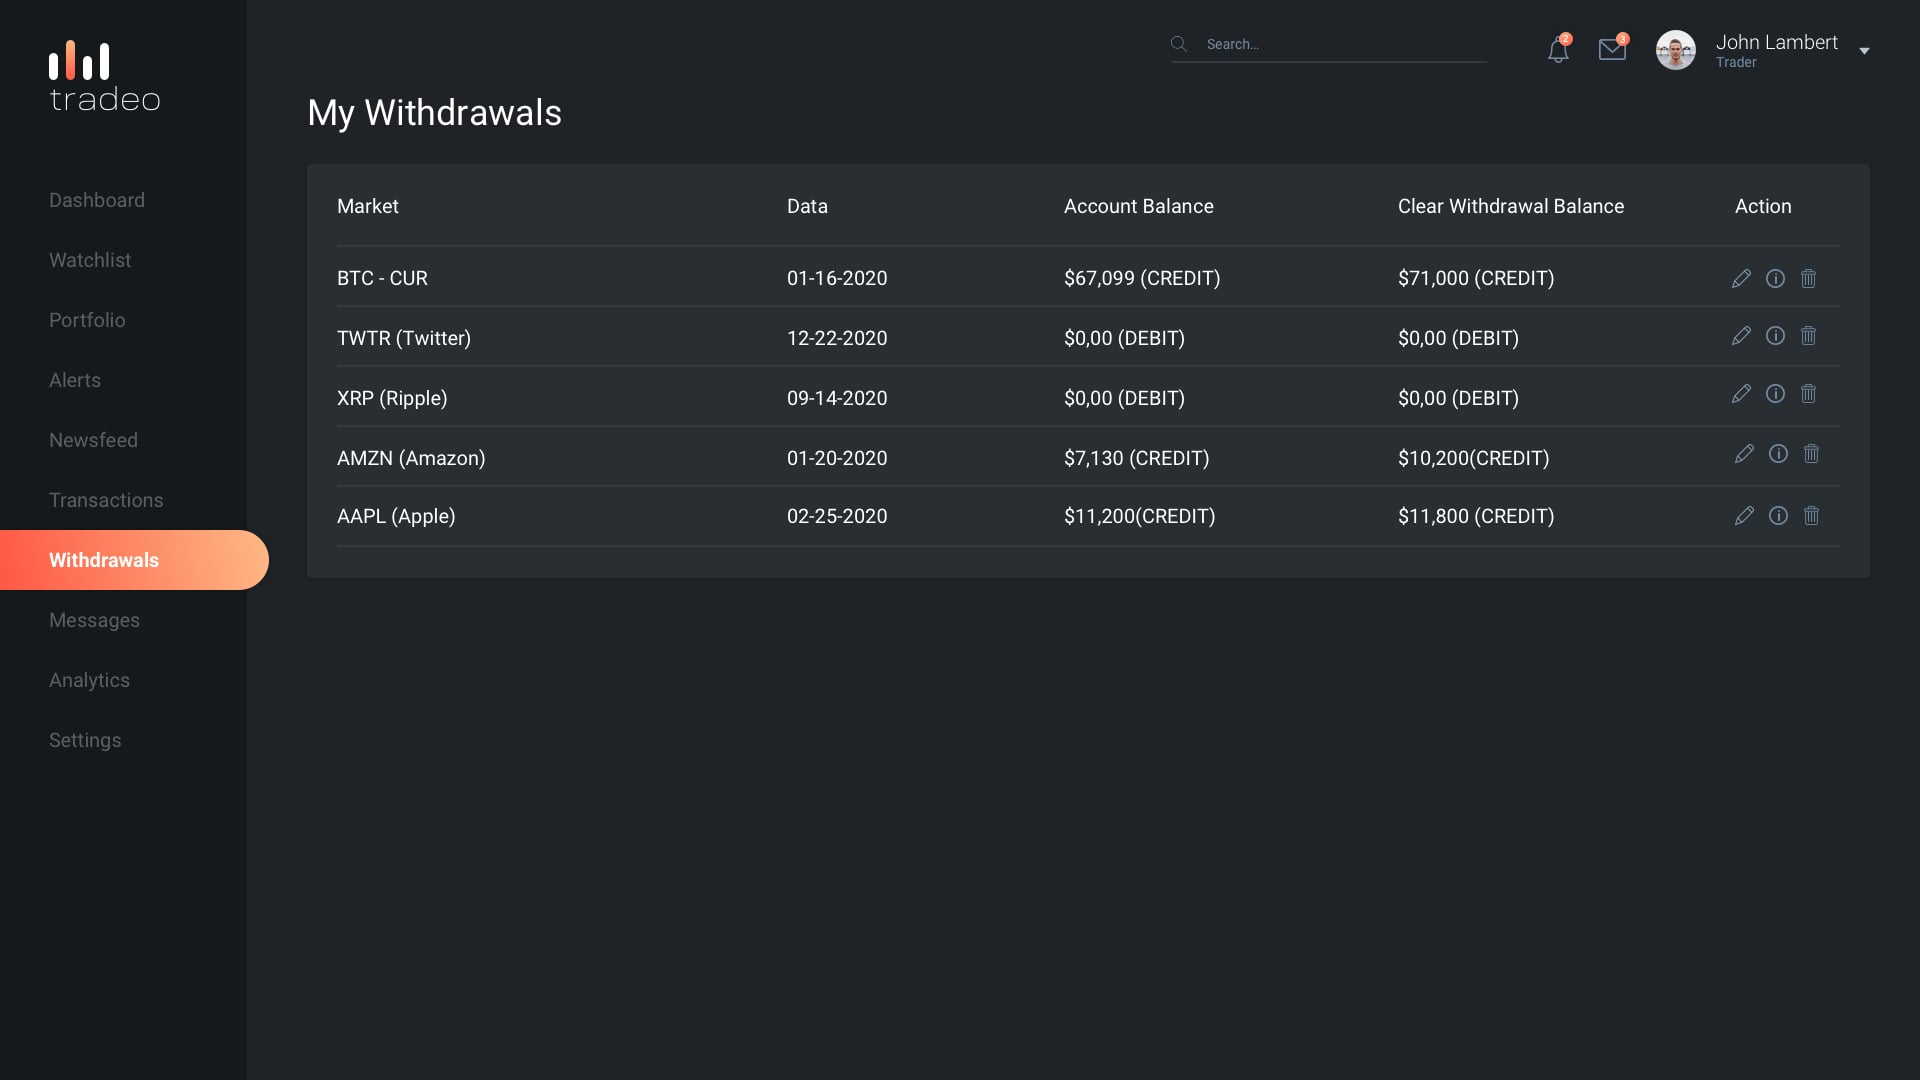 tradeo
Search...
2
3
John Lambert
Trader
My Withdrawals
Dashboard
Watchlist
Portfolio
Alerts
Newsfeed
Transactions
Withdrawals
Messages
Analytics
Settings
Market Data Account Balance Clear Withdrawal Balance Action
BTC - CUR 01-16-2020 $67,099 (CREDIT) $71,000 (CREDIT)
TWTR (Twitter) 12-22-2020 $0,00 (DEBIT) $0,00 (DEBIT)
XRP (Ripple) 09-14-2020 $0,00 (DEBIT) $0,00 (DEBIT)
AMZN (Amazon) 01-20-2020 $7,130 (CREDIT) $10,200(CREDIT)
AAPL (Apple) 02-25-2020 $11,200(CREDIT) $11,800 (CREDIT)